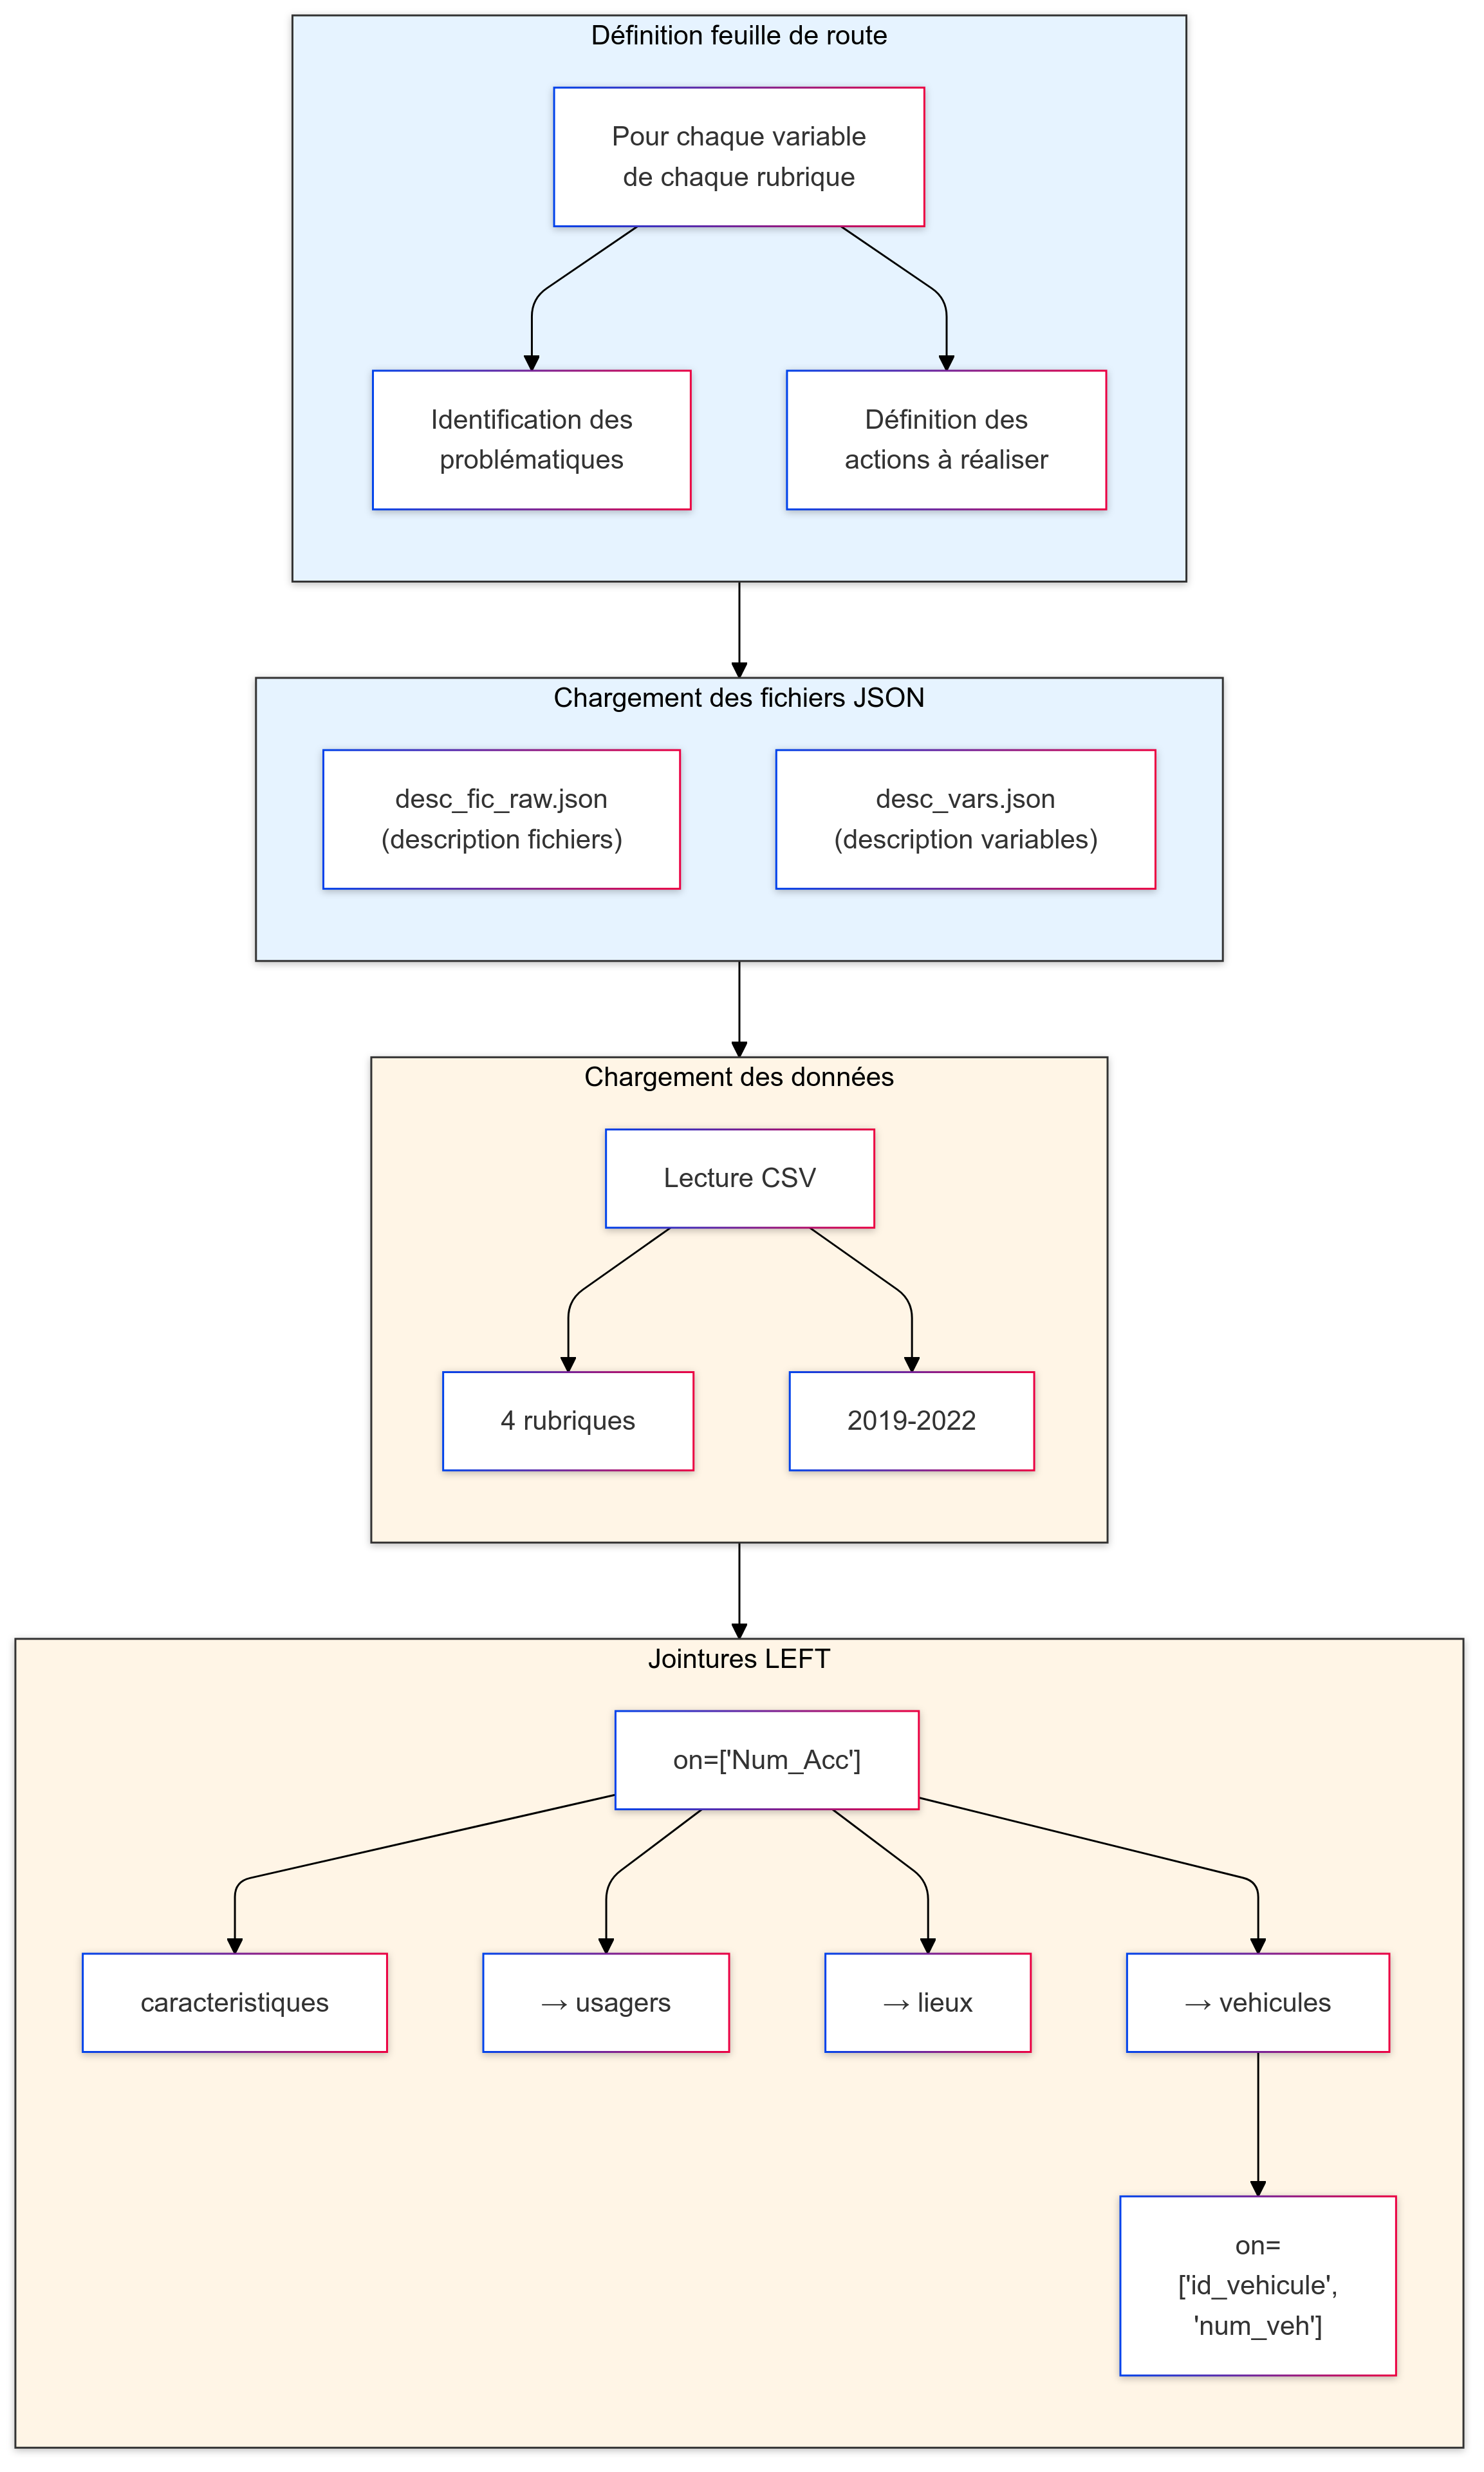 Définition feuille de route
Pour chaque variable
de chaque rubrique
Identification des
problématiques
Définition des
actions à réaliser
Chargement des fichiers JSON
desc_fic_raw.json
(description fichiers)
desc_vars.json
(description variables)
Chargement des données
Lecture CSV
4 rubriques
2019-2022
Jointures LEFT
on=['Num_Acc']
caracteristiques
→ usagers
→ lieux
→ vehicules
on=
['id_vehicule',
'num_veh']